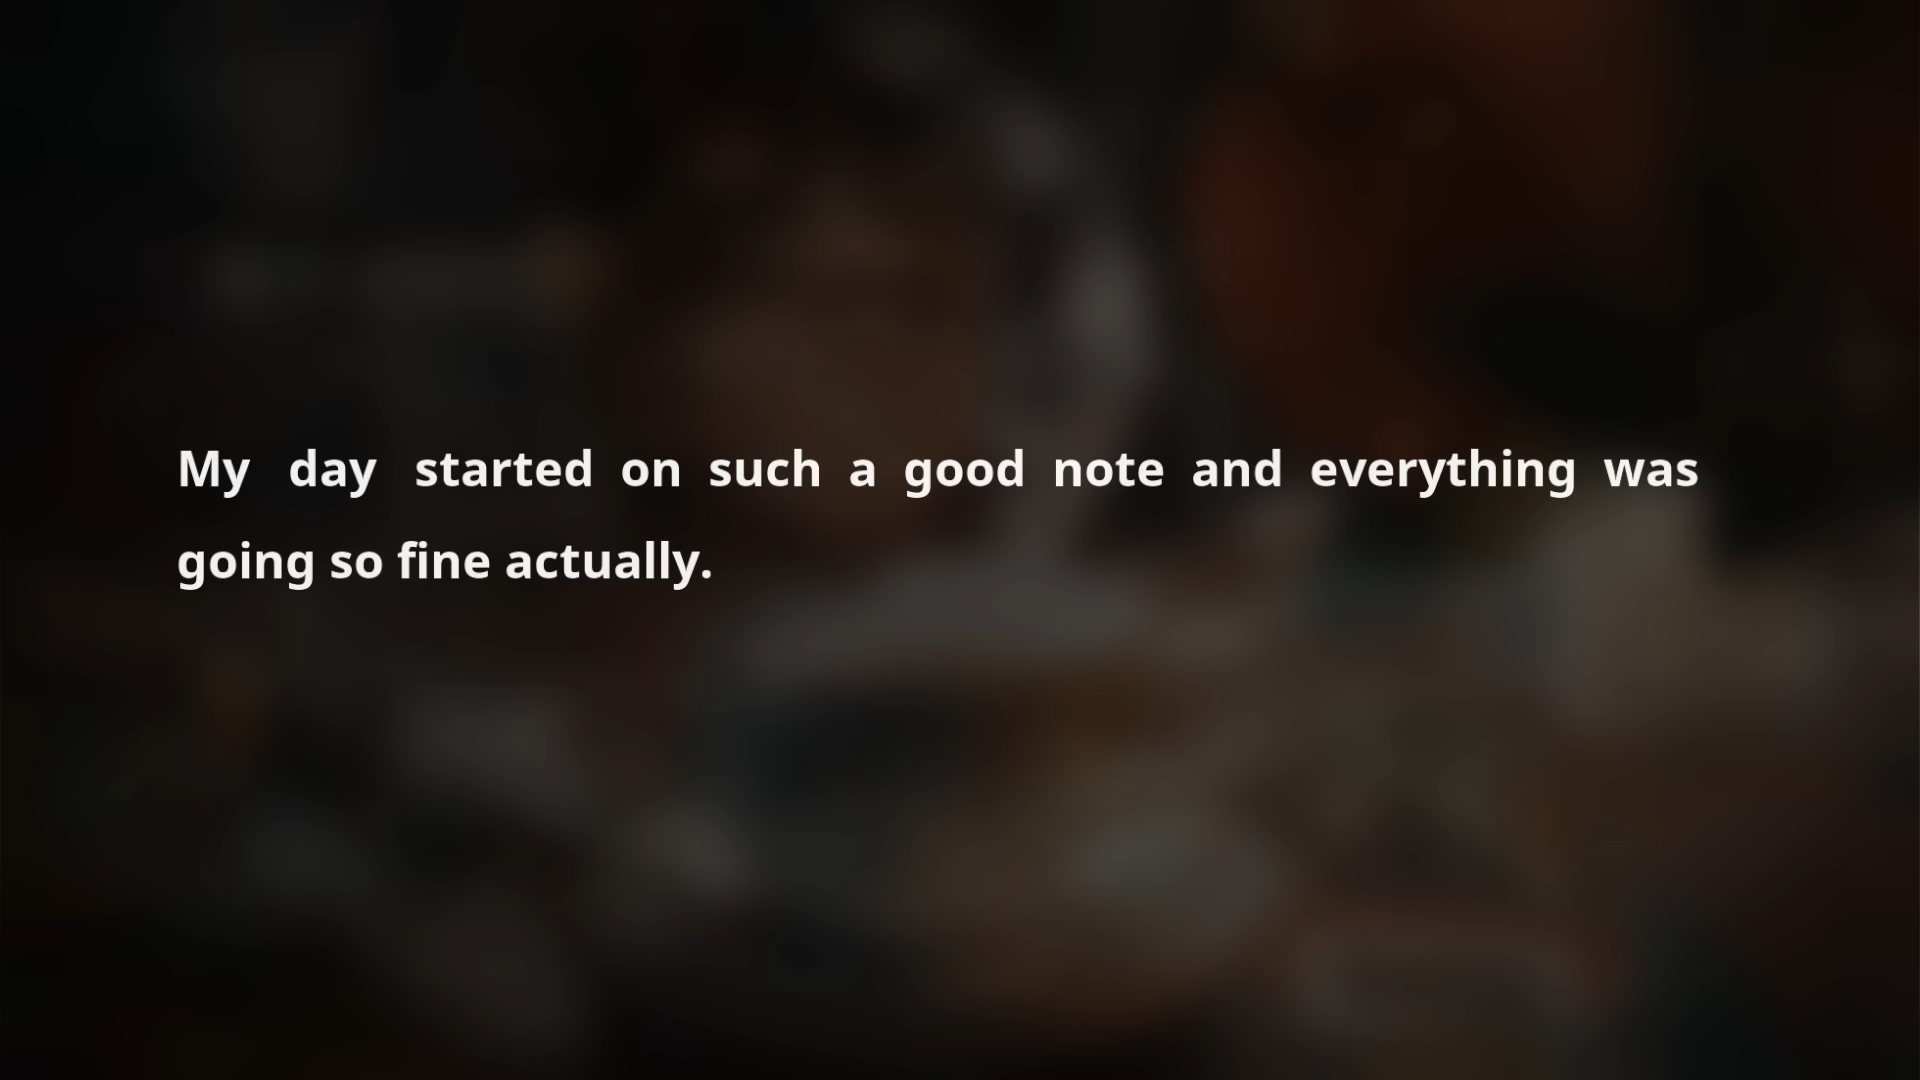 My day started on such a good note and everything was
going so fine actually.